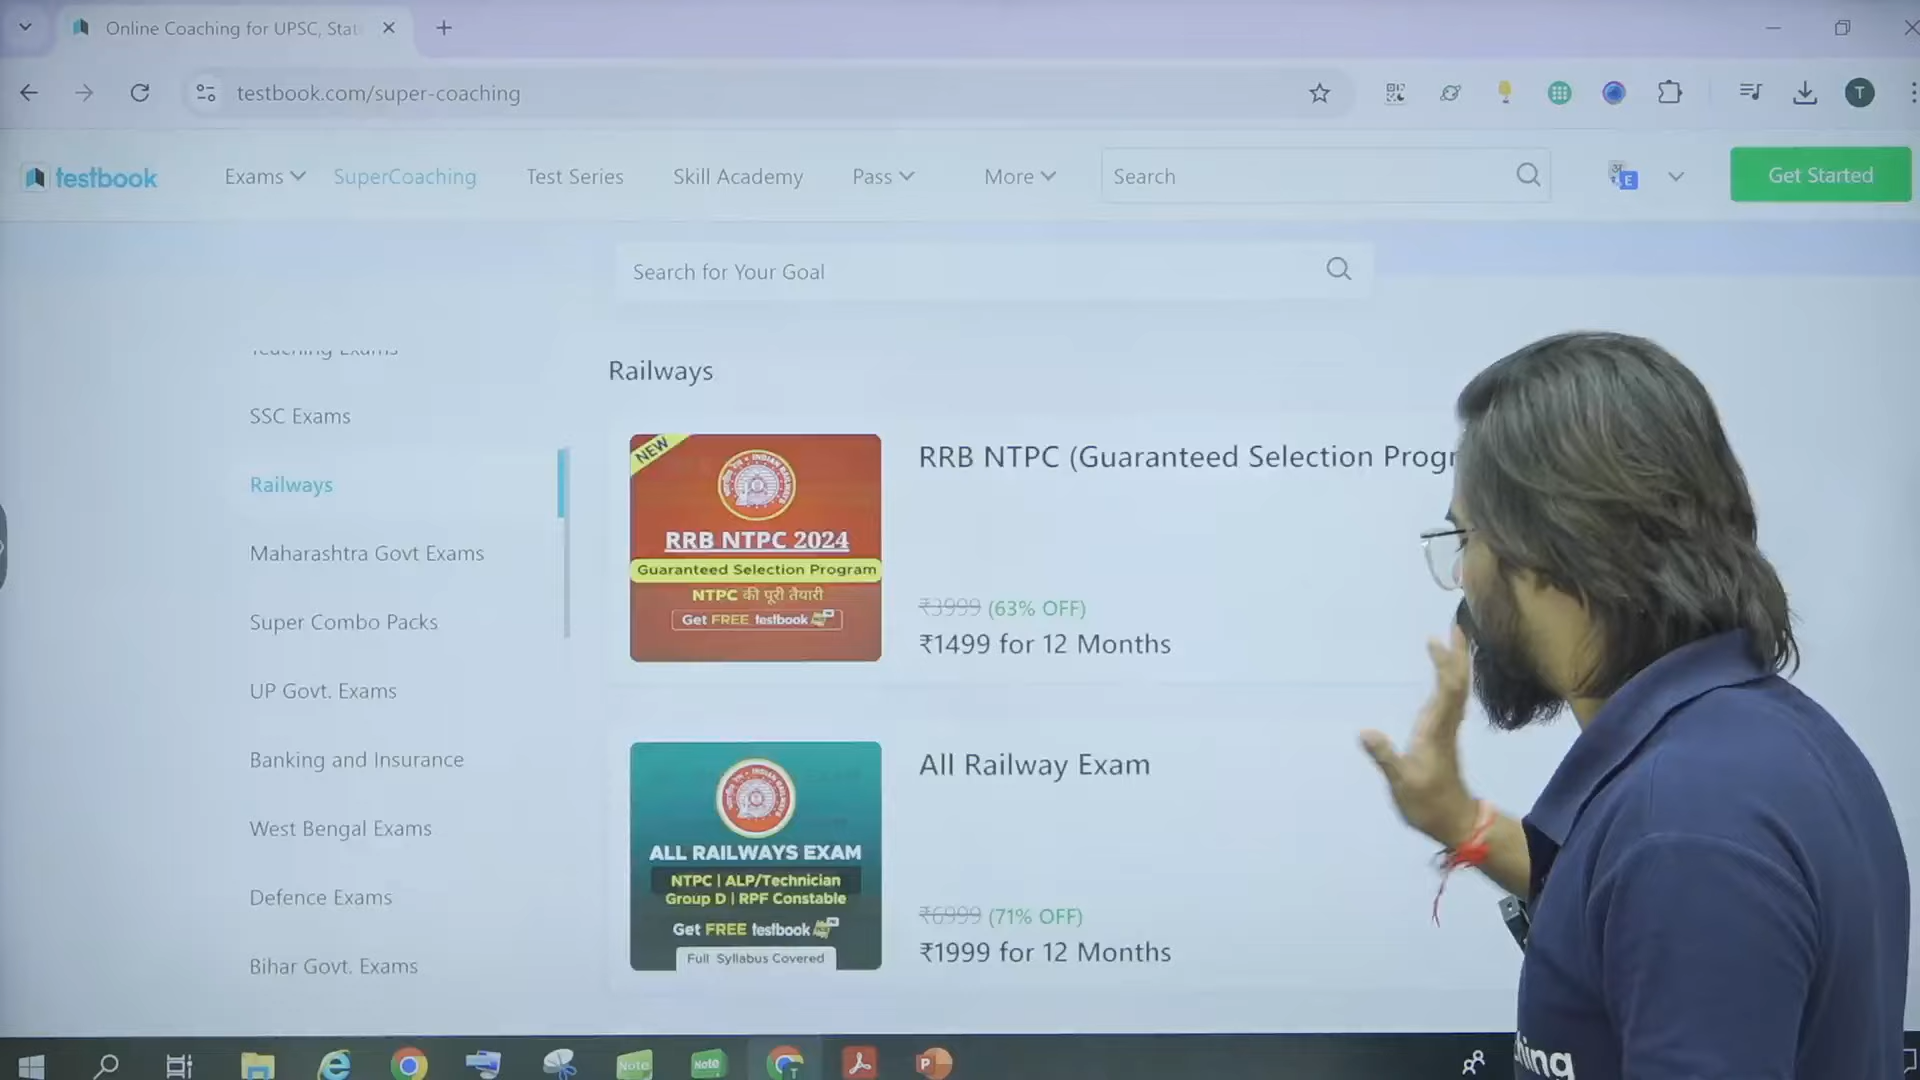 Online Coaching for UPSC, Stat
testbook.com/super-coaching
T
testbook
Exams
SuperCoaching
Test Series
Skill Academy
Pass
More
Search
अ
E
Get Started
Search for Your Goal
Teaching Exams
SSC Exams
Railways
Maharashtra Govt Exams
Super Combo Packs
UP Govt. Exams
Banking and Insurance
West Bengal Exams
Defence Exams
Bihar Govt. Exams
Railways
NEW
RRB NTPC 2024
Guaranteed Selection Program
NTPC की पूरी तैयारी
Get FREE testbook
RRB NTPC (Guaranteed Selection Progr
₹3999 (63% OFF)
₹1499 for 12 Months
ALL RAILWAYS EXAM
NTPC | ALP/Technician
Group D | RPF Constable
Get FREE testbook
Full Syllabus Covered
All Railway Exam
₹6999 (71% OFF)
₹1999 for 12 Months
Note
Note
T
P
hing